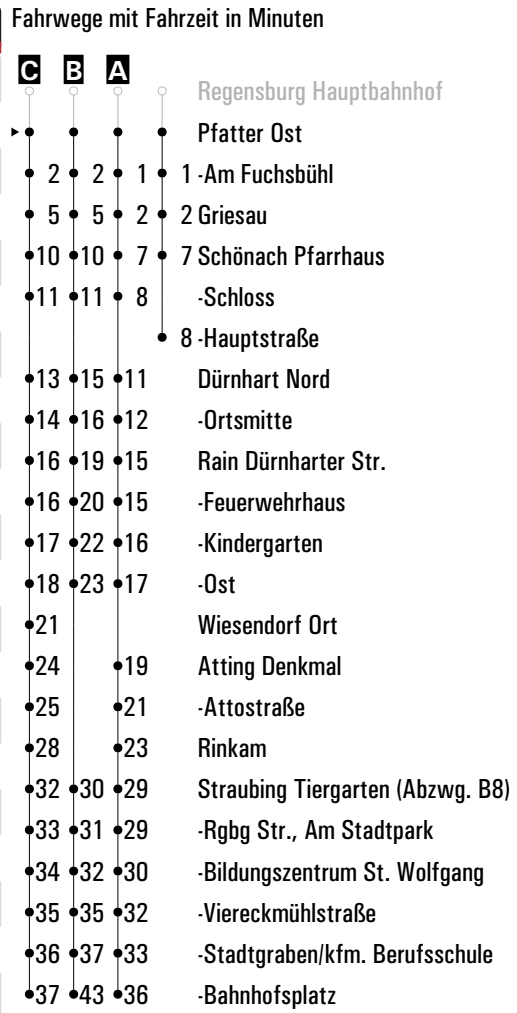 Fahrwege mit Fahrzeit in Minuten
C B A
Regensburg Hauptbahnhof
Pfatter Ost
2 2 1 1 -Am Fuchsbühl
5 5 2 2 Griesau
10 10 7 7 Schönach Pfarrhaus
11 11 8 -Schloss
8 -Hauptstraße
13 15 11 Dürnhart Nord
14 16 12 -Ortsmitte
16 19 15 Rain Dürnharter Str.
16 20 15 -Feuerwehrhaus
17 22 16 -Kindergarten
18 23 17 -Ost
21 Wiesendorf Ort
24 19 Atting Denkmal
25 21 -Attostraße
28 23 Rinkam
32 30 29 Straubing Tiergarten (Abzwg. B8)
33 31 29 -Rgbg Str., Am Stadtpark
34 32 30 -Bildungszentrum St. Wolfgang
35 35 32 -Viereckmühlstraße
36 37 33 -Stadtgraben/kfm. Berufsschule
37 43 36 -Bahnhofsplatz